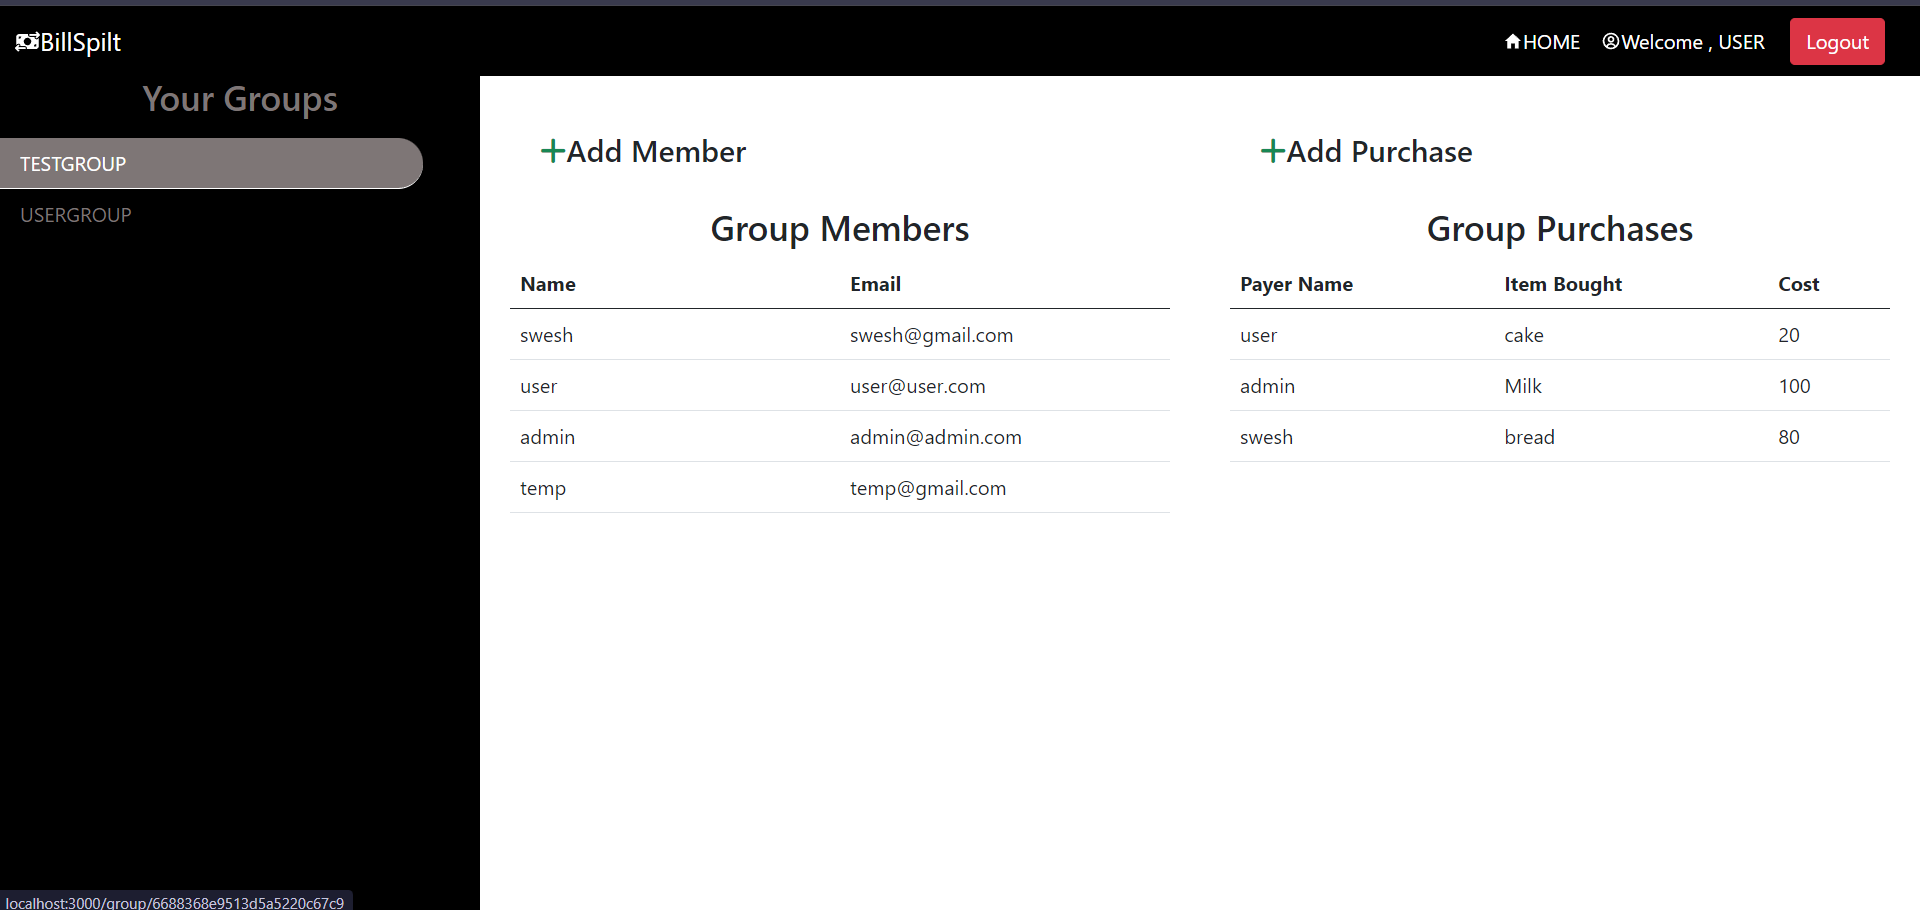 BillSpilt
HOME Welcome , USER Logout
Your Groups
TESTGROUP
USERGROUP
Add Member
Group Members
Name Email
swesh swesh@gmail.com
user user@user.com
admin admin@admin.com
temp temp@gmail.com
Add Purchase
Group Purchases
Payer Name Item Bought Cost
user cake 20
admin Milk 100
swesh bread 80
localhost:3000/group/6688368e9513d5a5220c67c9